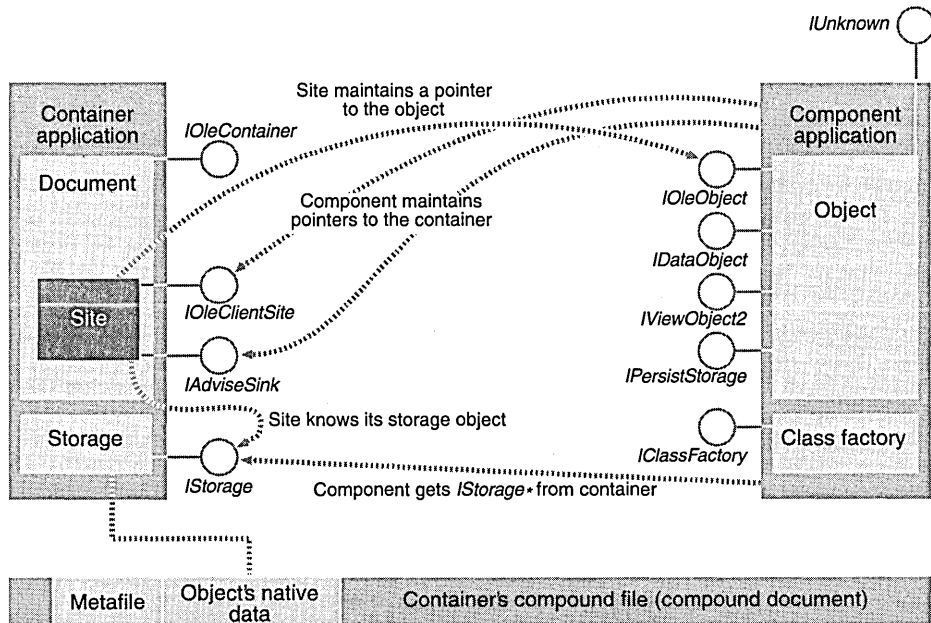 IUnknown
Site maintains a pointer
to the object
Container
application
IOleContainer
Component
application
Document
IOleObject
Object
Component maintains
pointers to the container
IDataObject
IOleClientSite
Site
IViewObject2
IAdviseSink
IPersistStorage
Site knows its storage object
Storage
IStorage
IClassFactory
Class factory
Component gets IStorage* from container
Metafile
Object's native
data
Container's compound file (compound document)